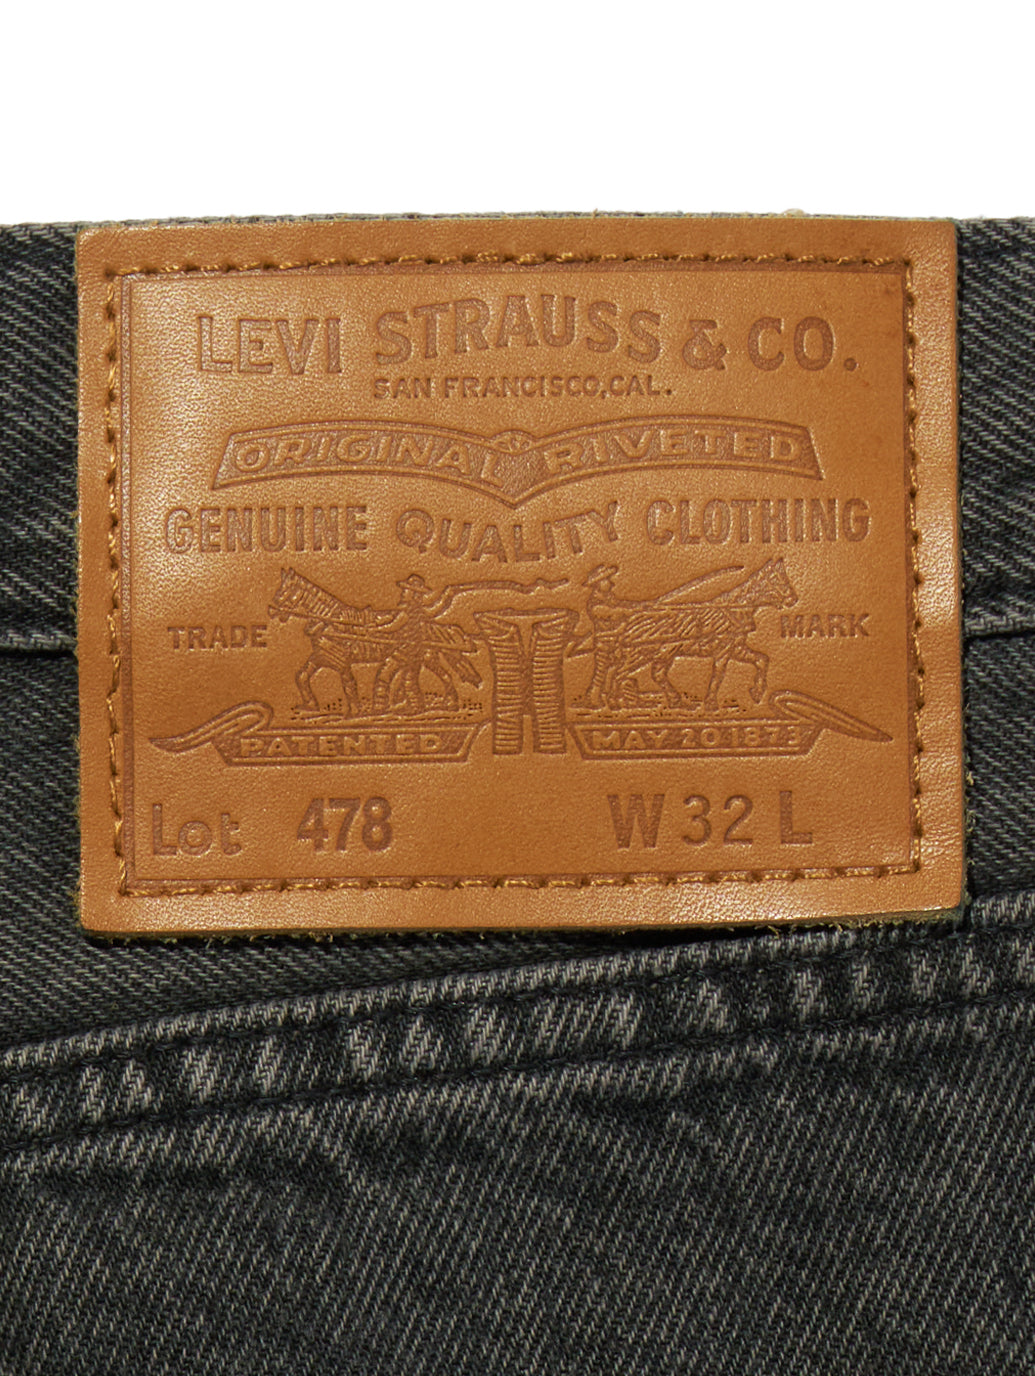 LEVI STRAUSS & CO.
SAN FRANCISCO, CAL.
ORIGINAL RIVETED
GENUINE QUALITY CLOTHING
TRADE MARK
PATENTED MAY 20 1873
Lot 478 W 32 L